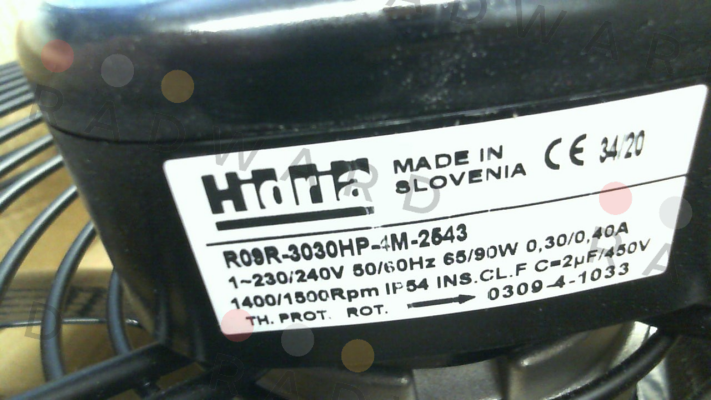 Hidria
MADE IN
SLOVENIA
CE 34/20
R09R-3030HP-4M-2543
1~230/240V 50/60Hz 65/90W 0,30/0,40A
1400/1500Rpm IP54 INS.CL.F C=2µF/450V
TH. PROT. ROT. 0309-4-1033